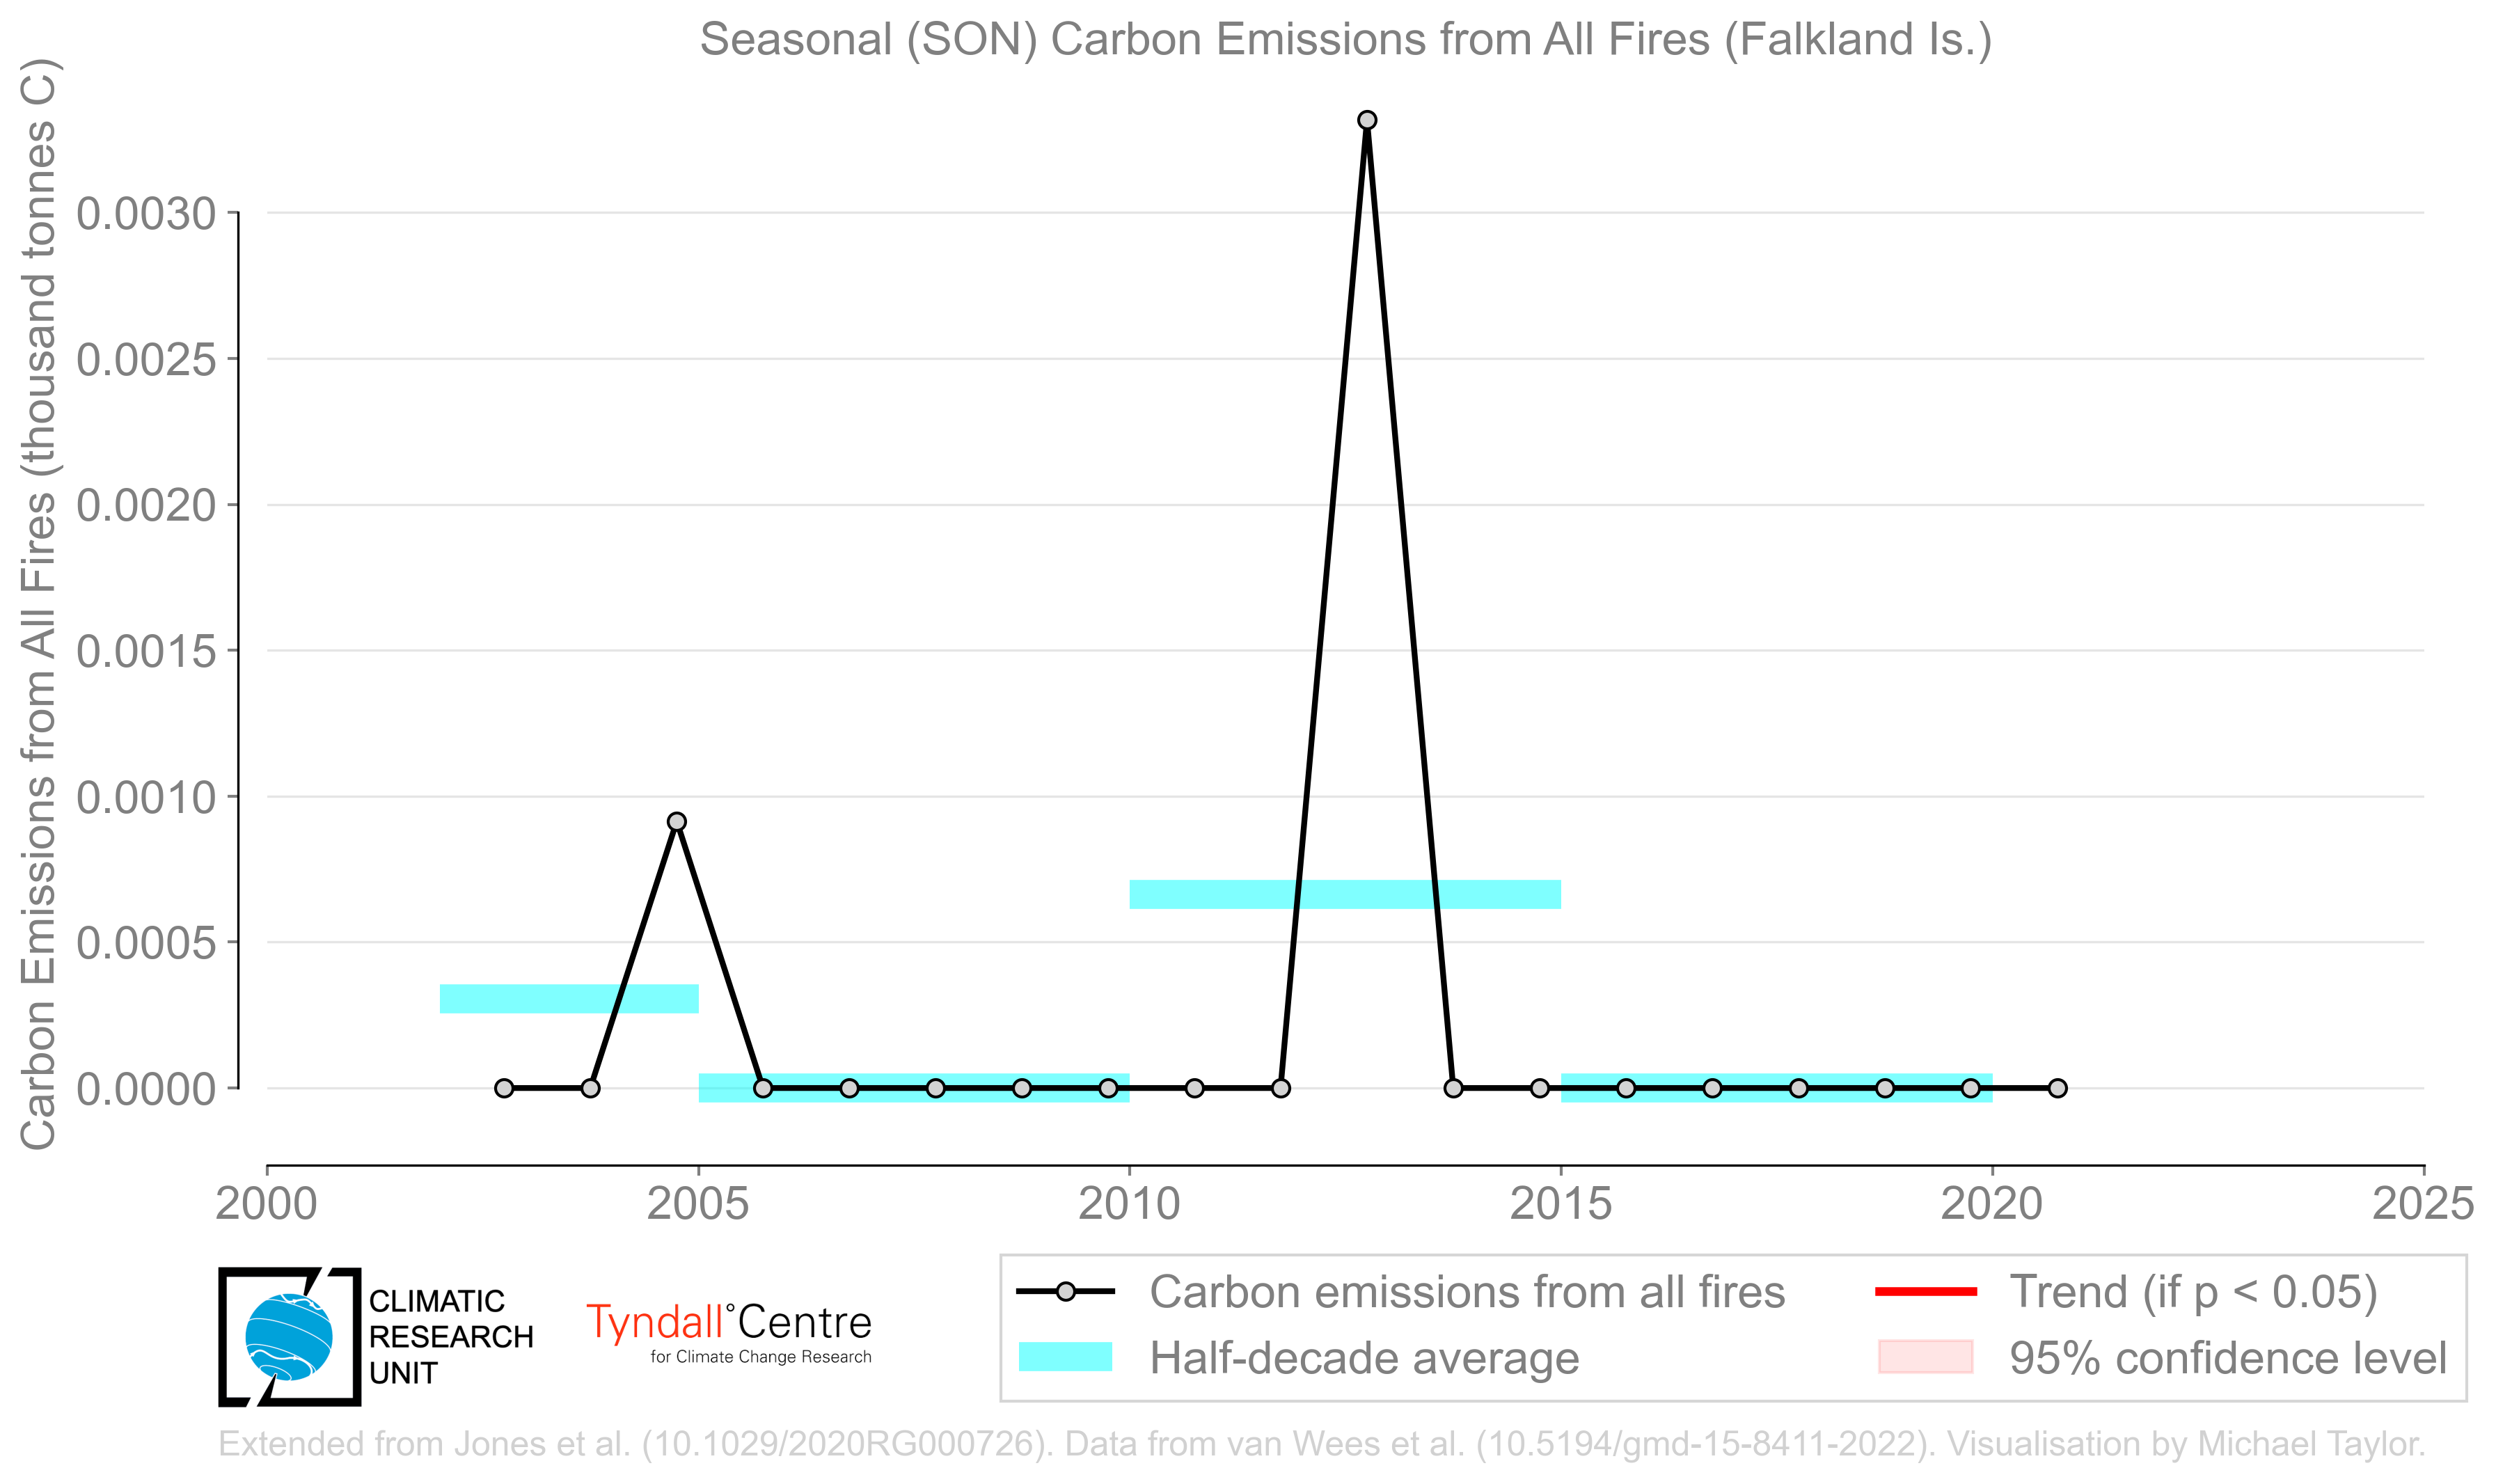 Seasonal (SON) Carbon Emissions from All Fires (Falkland Is.)
Carbon Emissions from All Fires (thousand tonnes C)
0.0030
0.0025
0.0020
0.0015
0.0010
0.0005
0.0000
2000 2005 2010 2015 2020 2025
CLIMATIC
RESEARCH
UNIT
Tyndall°Centre
for Climate Change Research
Carbon emissions from all fires
Half-decade average
Trend (if p < 0.05)
95% confidence level
Extended from Jones et al. (10.1029/2020RG000726). Data from van Wees et al. (10.5194/gmd-15-8411-2022). Visualisation by Michael Taylor.